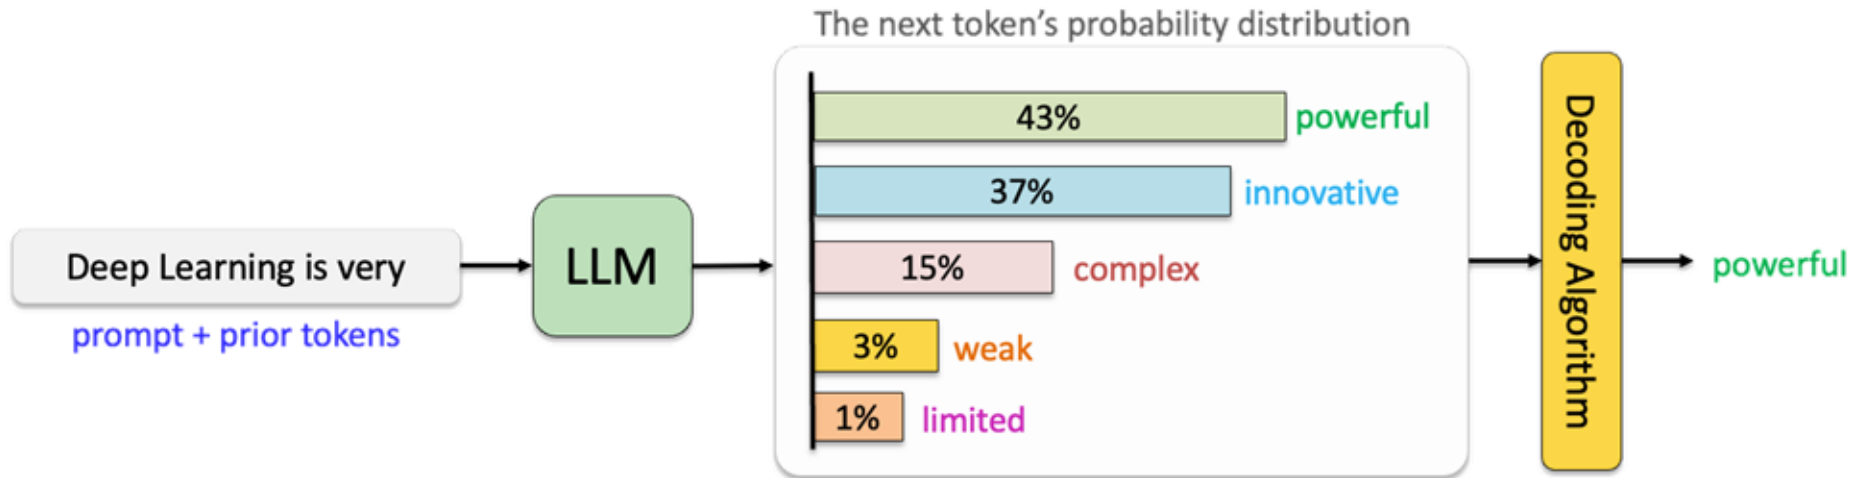 The next token’s probability distribution
Deep Learning is very
prompt + prior tokens
LLM
43% powerful
37% innovative
15% complex
3% weak
1% limited
Decoding Algorithm
powerful